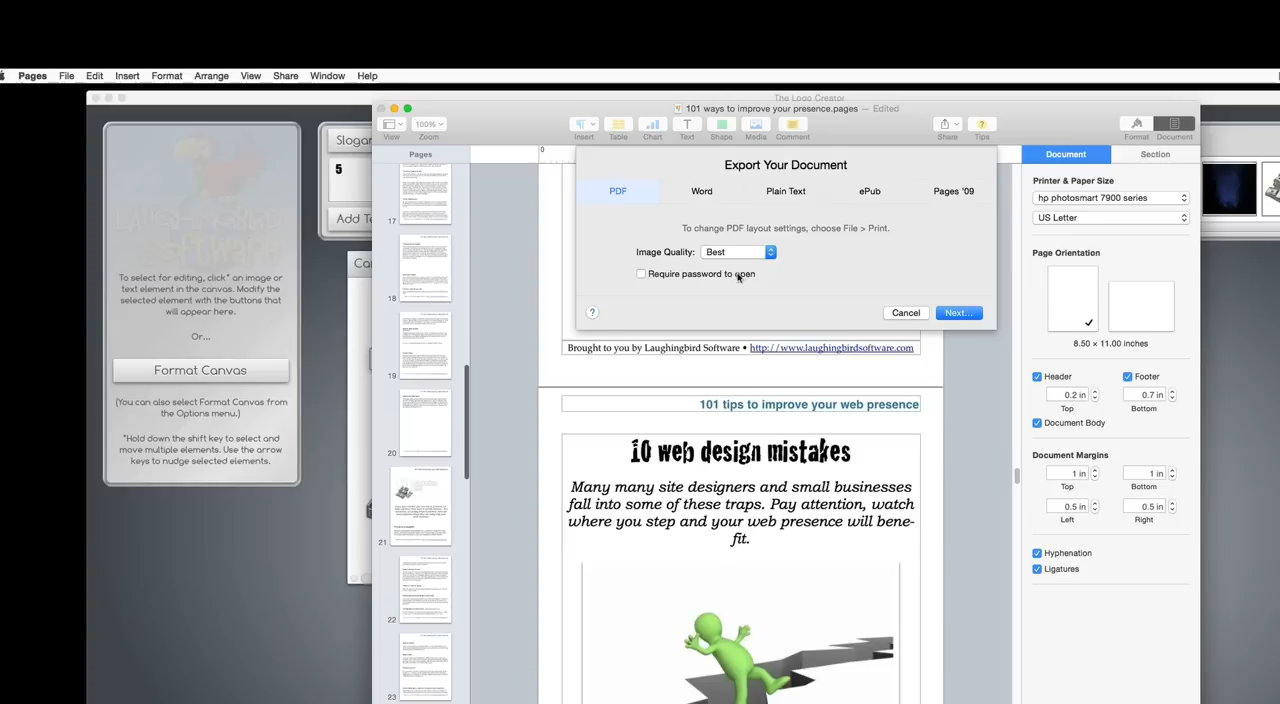 Pages File Edit Insert Format Arrange View Share Window Help
The Logo Creator
101 ways to improve your presence.pages — Edited
View Zoom Insert Table Chart Text Shape Media Comment Share Tips Format Document
100%
Pages
0
Export Your Document
PDF Word Plain Text ePub Pages '09
To change PDF layout settings, choose File > Print.
Image Quality: Best
Require password to open
? Cancel Next...
Brought to you by Laughingbird Software • http://www.laughingbirdsoftware.com
101 tips to improve your web presence
10 web design mistakes
Many many site designers and small businesses
fall into some of these traps. Pay attention, watch
where you step and your web presence will bene-
fit.
17
18
19
20
21
22
23
Document Section
Printer & Paper Size
hp photosmart 7900 series
US Letter
Page Orientation
8.50 × 11.00 inches
Header Footer
0.2 in 0.7 in
Top Bottom
Document Body
Document Margins
1 in 1 in
Top Bottom
0.5 in 0.5 in
Left Right
Hyphenation
Ligatures
5
To select for editing, click* an image or
text element in the canvas. Modify the
selected element with the buttons that
will appear here.
Or...
Format Canvas
(You can also select Format Canvas from
the Options menu.)
*Hold down the shift key to select and
move multiple elements. Use the arrow
keys to nudge selected elements.